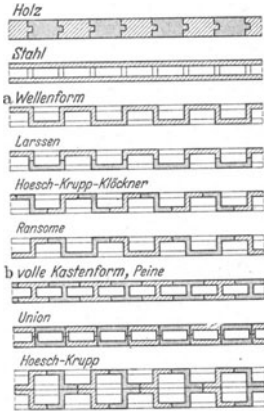 Holz
Stahl
a Wellenform
Larssen
Hoesch-Krupp-Klöckner
Ransome
b volle Kastenform, Peine
Union
Hoesch-Krupp